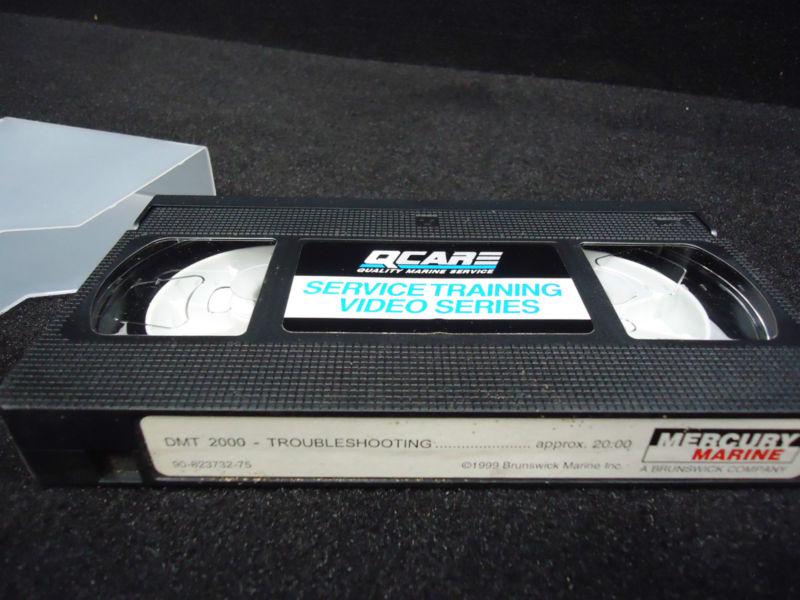 QCARE
QUALITY MARINE SERVICE
SERVICE TRAINING
VIDEO SERIES
DMT 2000 - TROUBLESHOOTING...................... approx. 20:00
90-823732-75
©1999 Brunswick Marine Inc.
MERCURY
MARINE
A BRUNSWICK COMPANY